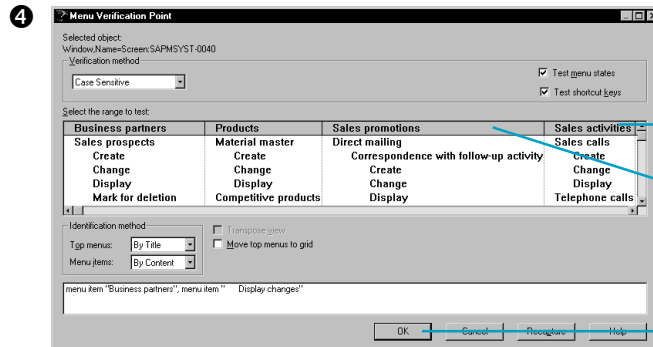 4
Menu Verification Point
Selected object:
Window,Name=Screen:SAPMSYST-0040
Verification method
Case Sensitive
Test menu states
Test shortcut keys
Select the range to test:
Business partners Products Sales promotions Sales activities
Sales prospects Material master Direct mailing Sales calls
Create Create Correspondence with follow-up activity Create
Change Change Create Change
Display Display Change Display
Mark for deletion Competitive products Display Telephone calls
Identification method
Top menus: By Title
Menu items: By Content
Transpose view
Move top menus to grid
menu item "Business partners", menu item "     Display changes"
OK Cancel Recapture Help